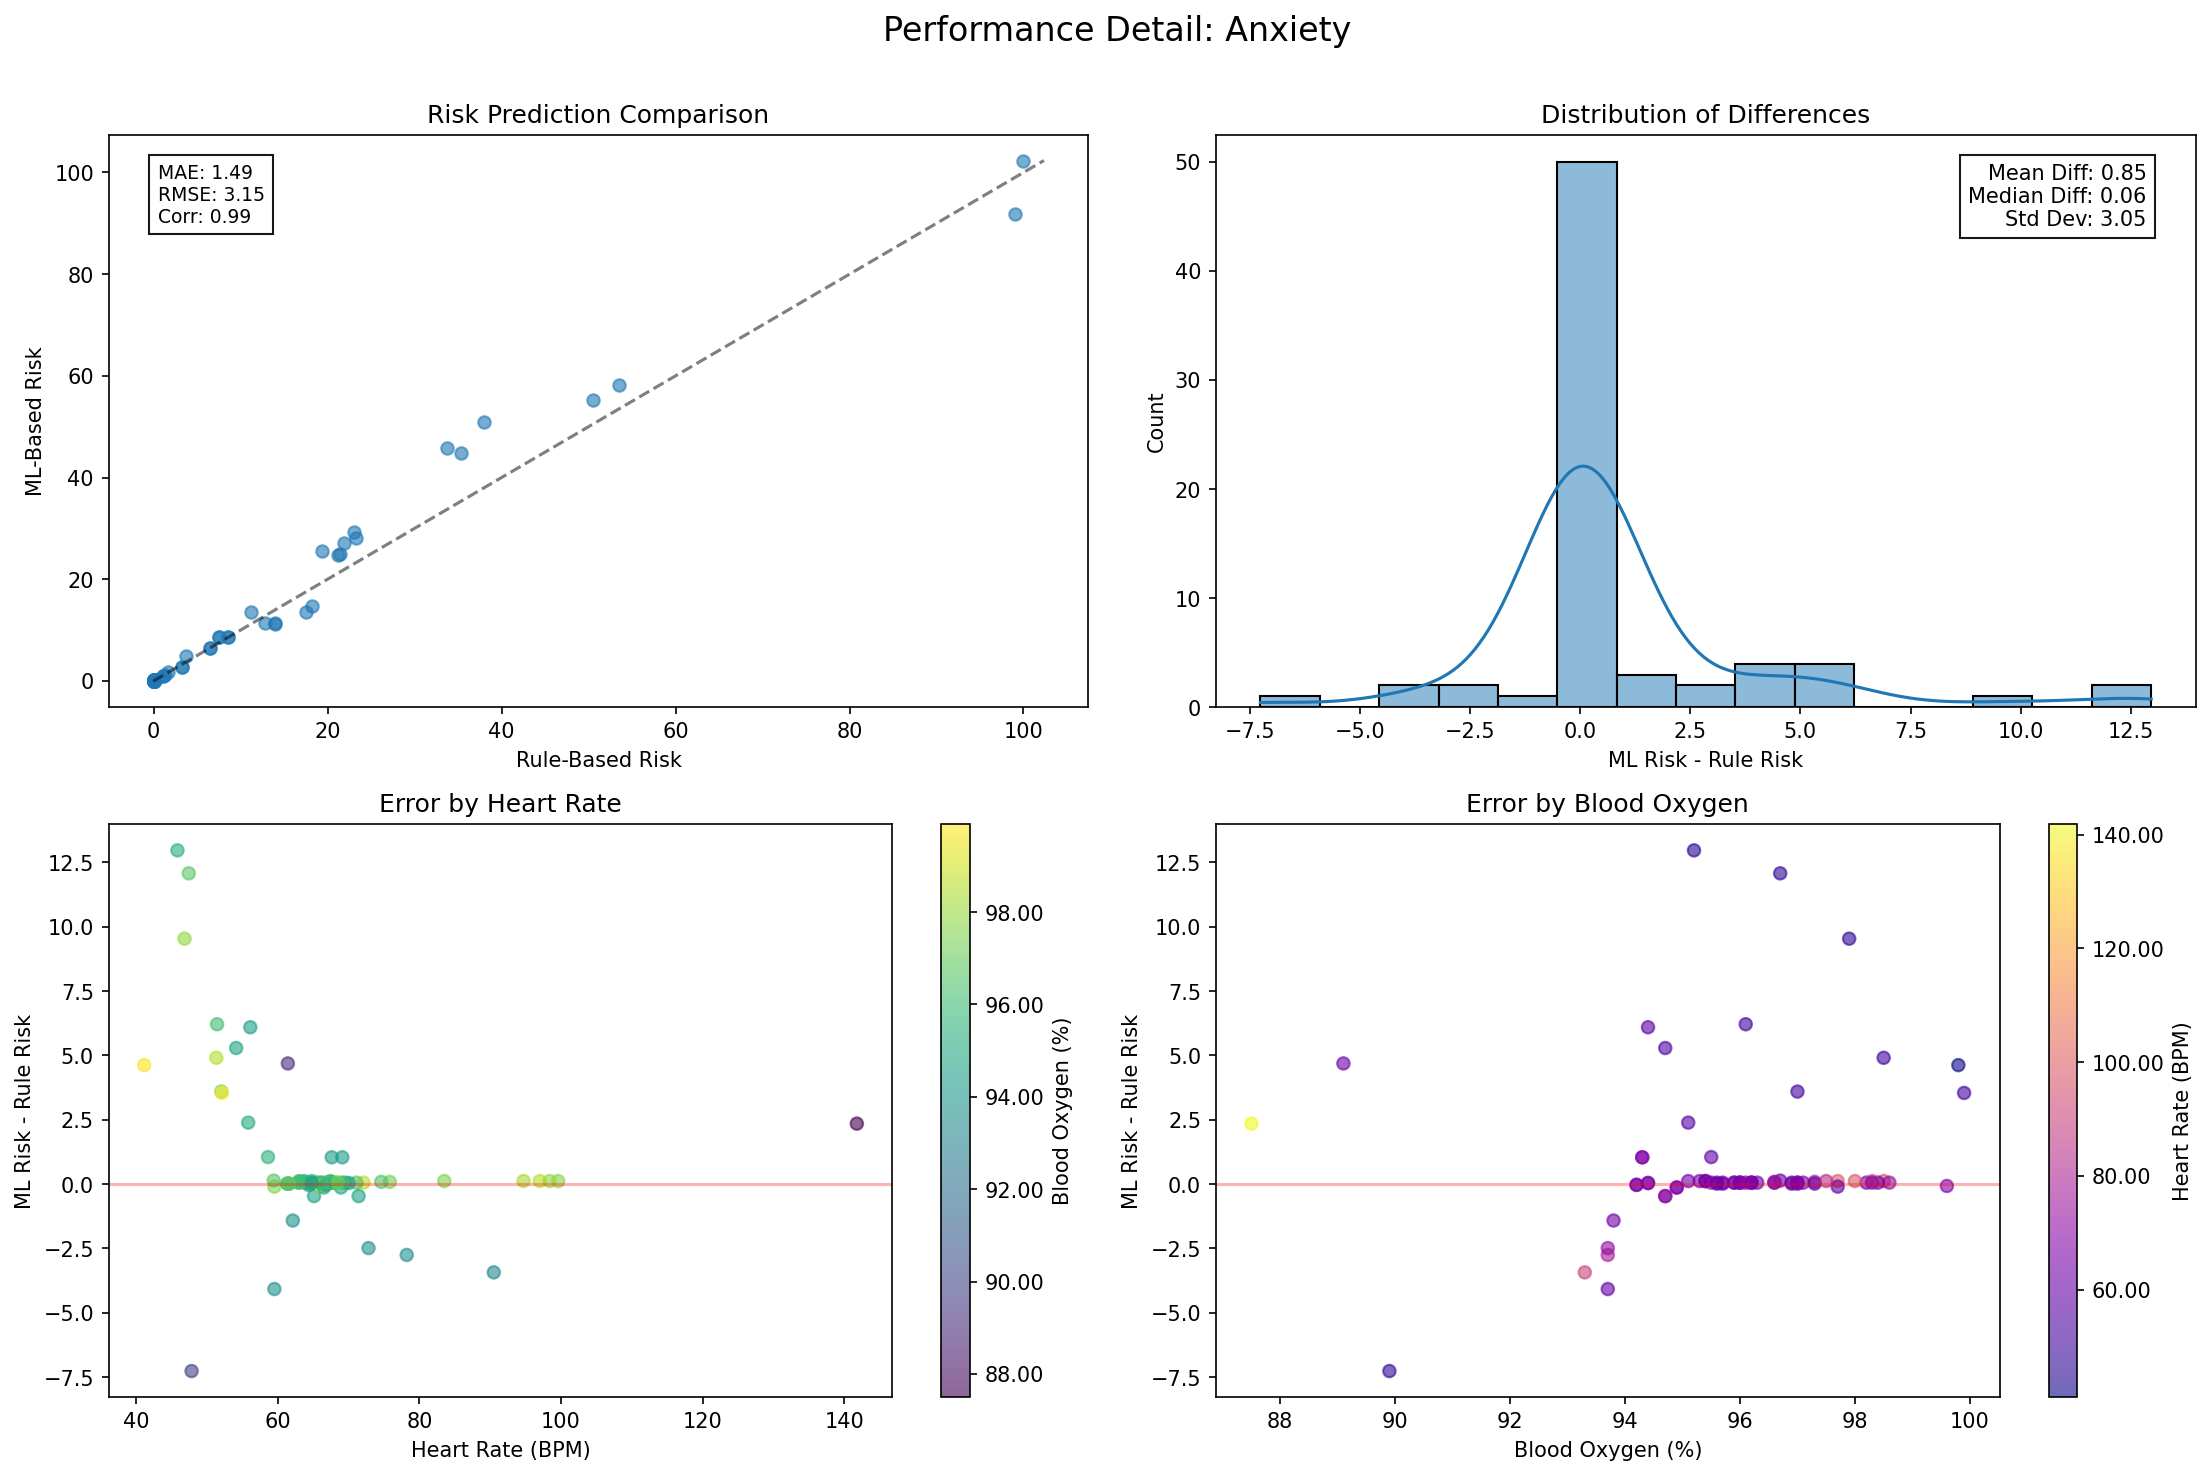 Performance Detail: Anxiety
Risk Prediction Comparison
MAE: 1.49
RMSE: 3.15
Corr: 0.99
ML-Based Risk
100
80
60
40
20
0
0 20 40 60 80 100
Rule-Based Risk
Distribution of Differences
Mean Diff: 0.85
Median Diff: 0.06
Std Dev: 3.05
Count
50
40
30
20
10
0
−7.5 −5.0 −2.5 0.0 2.5 5.0 7.5 10.0 12.5
ML Risk - Rule Risk
Error by Heart Rate
ML Risk - Rule Risk
12.5
10.0
7.5
5.0
2.5
0.0
−2.5
−5.0
−7.5
40 60 80 100 120 140
Heart Rate (BPM)
98.00
96.00
94.00
92.00
90.00
88.00
Blood Oxygen (%)
Error by Blood Oxygen
ML Risk - Rule Risk
12.5
10.0
7.5
5.0
2.5
0.0
−2.5
−5.0
−7.5
88 90 92 94 96 98 100
Blood Oxygen (%)
140.00
120.00
100.00
80.00
60.00
Heart Rate (BPM)